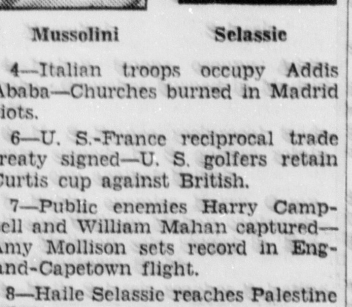 Mussolini Selassie
4—Italian troops occupy Addis
Ababa—Churches burned in Madrid
riots.
6—U. S.-France reciprocal trade
treaty signed—U. S. golfers retain
Curtis cup against British.
7—Public enemies Harry Camp-
bell and William Mahan captured—
Amy Mollison sets record in Eng-
land-Capetown flight.
8—Haile Selassie reaches Palestine